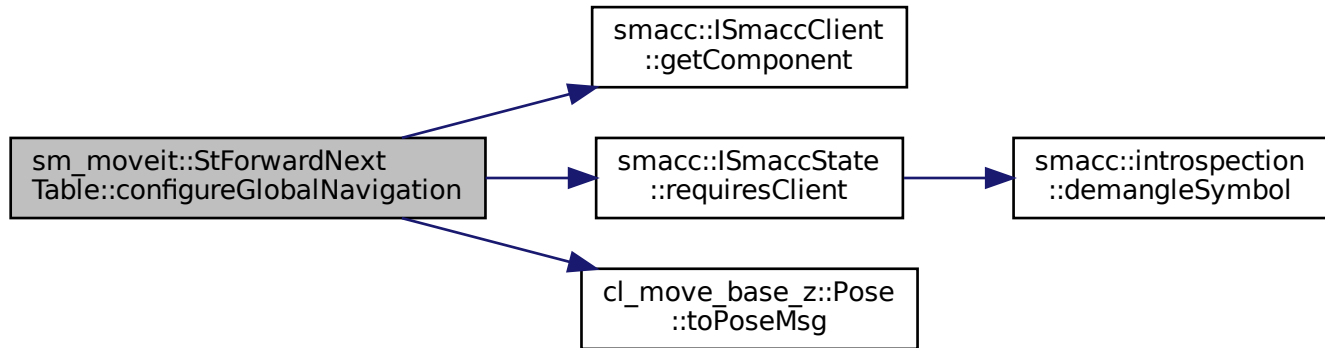 smacc::ISmaccClient
::getComponent
sm_moveit::StForwardNext
Table::configureGlobalNavigation
smacc::ISmaccState
::requiresClient
smacc::introspection
::demangleSymbol
cl_move_base_z::Pose
::toPoseMsg